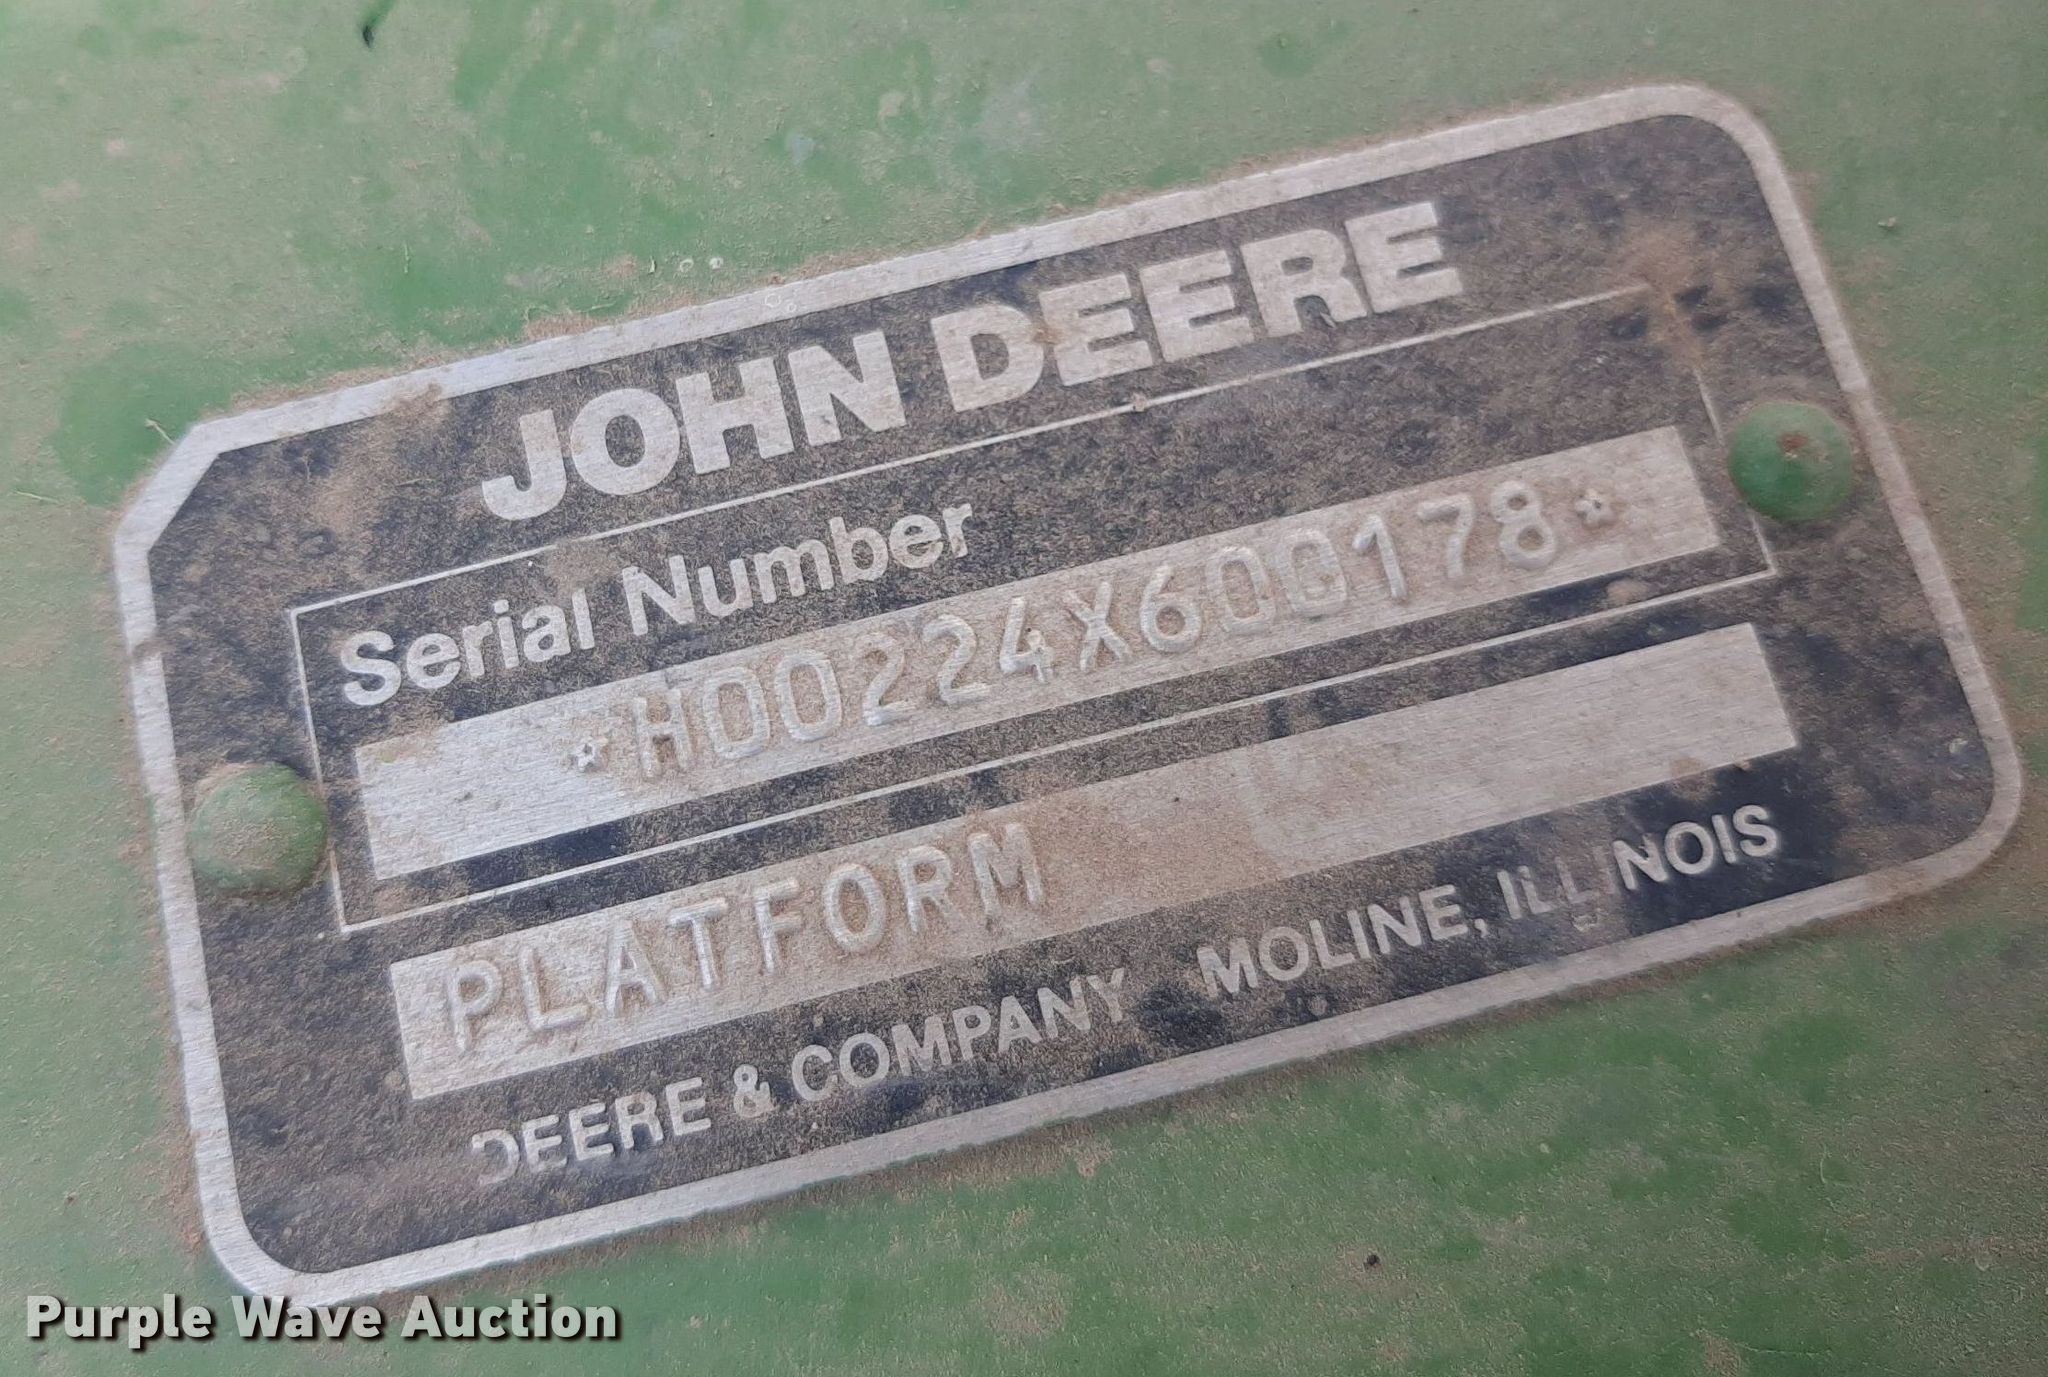 JOHN DEERE
Serial Number
*H00224X600178*
PLATFORM
DEERE & COMPANY MOLINE, ILLINOIS
Purple Wave Auction